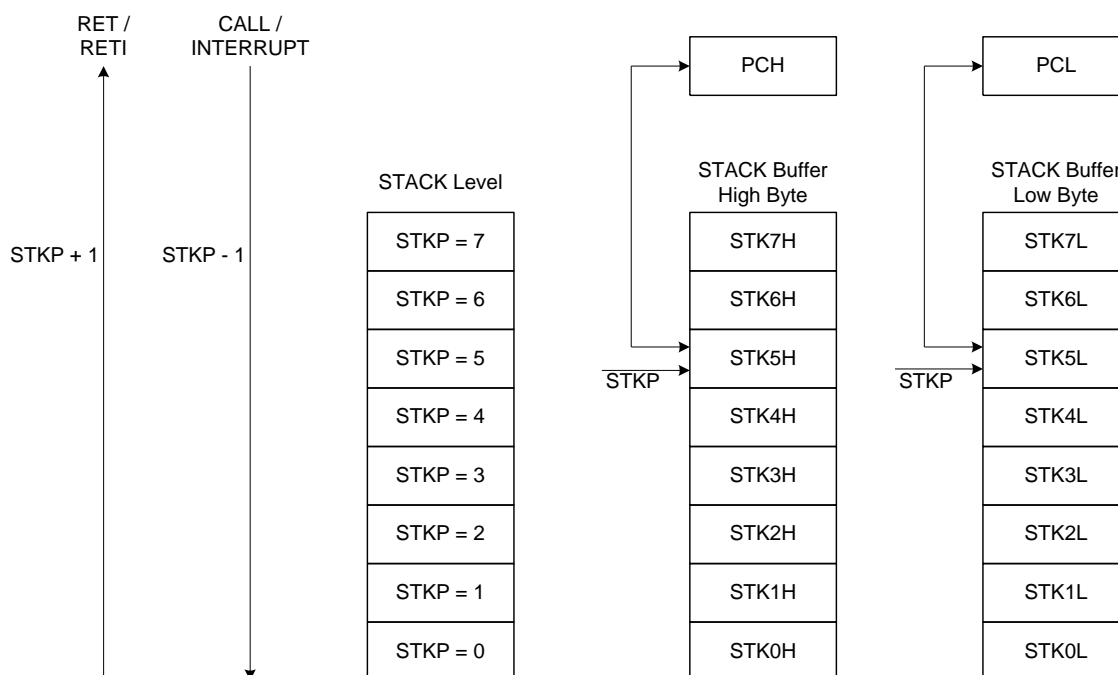 RET /
RETI
CALL /
INTERRUPT
PCH
PCL
STACK Level
STACK Buffer
High Byte
STACK Buffer
Low Byte
STKP + 1
STKP - 1
STKP = 7
STK7H
STK7L
STKP = 6
STK6H
STK6L
STKP = 5
STK5H
STK5L
STKP
STKP
STKP = 4
STK4H
STK4L
STKP = 3
STK3H
STK3L
STKP = 2
STK2H
STK2L
STKP = 1
STK1H
STK1L
STKP = 0
STK0H
STK0L